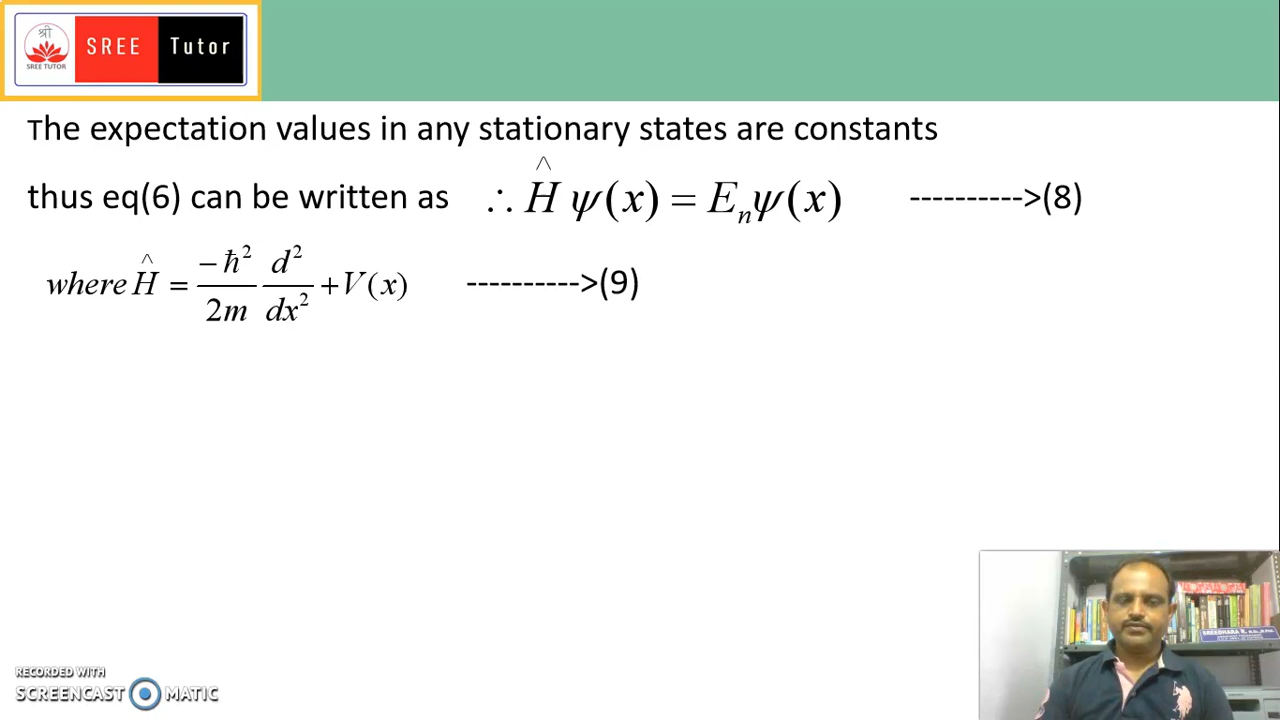 श्री
SREE TUTOR
SREE Tutor
The expectation values in any stationary states are constants
thus eq(6) can be written as ∴ Ĥ ψ(x) = Eₙψ(x) ---------->(8)
where Ĥ = −ħ²/2m d²/dx² + V(x) ---------->(9)
SREEDHARA R.
RECORDED WITH
SCREENCAST MATIC